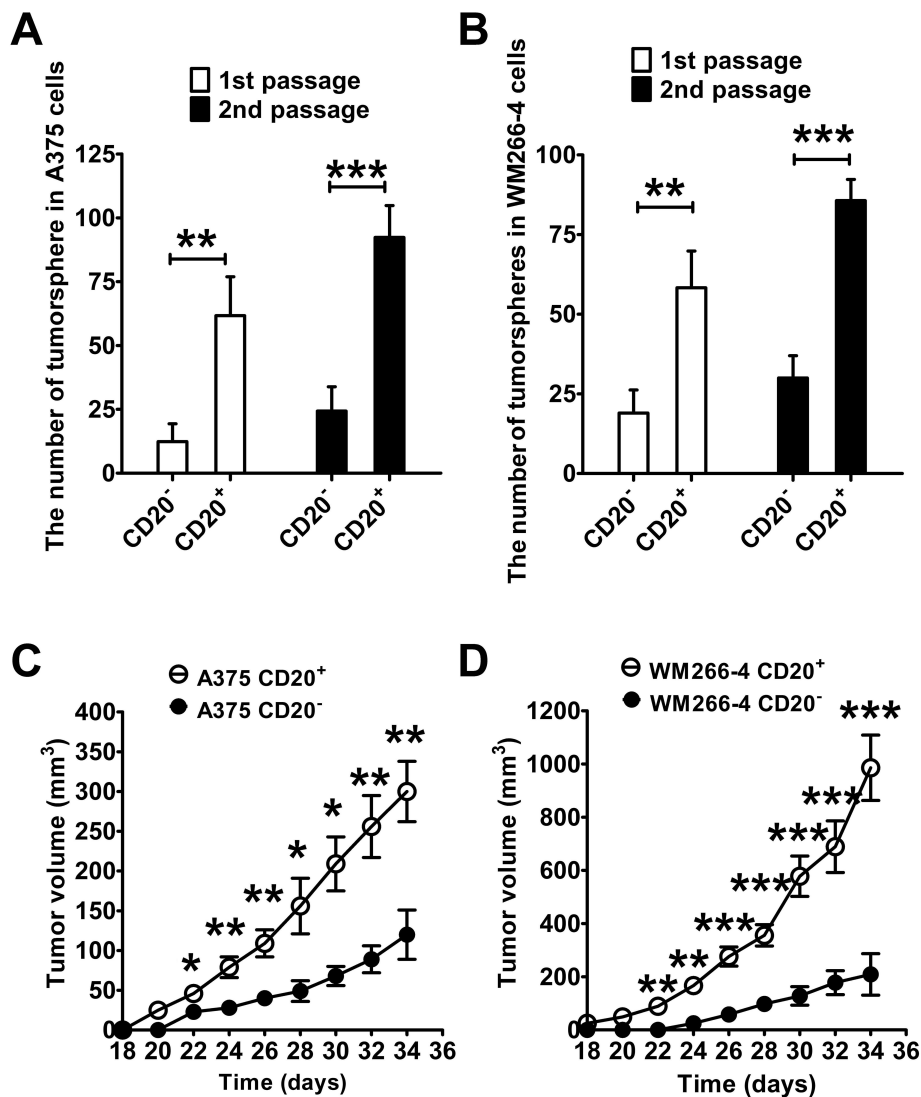 A
1st passage
2nd passage
The number of tumorsphere in A375 cells
125
100
75
50
25
0
**
***
CD20-
CD20+
CD20-
CD20+
B
1st passage
2nd passage
The number of tumorspheres in WM266-4 cells
100
75
50
25
0
**
***
CD20-
CD20+
CD20-
CD20+
C
A375 CD20+
A375 CD20-
Tumor volume (mm3)
400
350
300
250
200
150
100
50
0
*
**
**
*
*
**
**
18 20 22 24 26 28 30 32 34 36
Time (days)
D
WM266-4 CD20+
WM266-4 CD20-
Tumor volume (mm3)
1200
1000
800
600
400
200
0
**
**
***
***
***
***
***
18 20 22 24 26 28 30 32 34 36
Time (days)